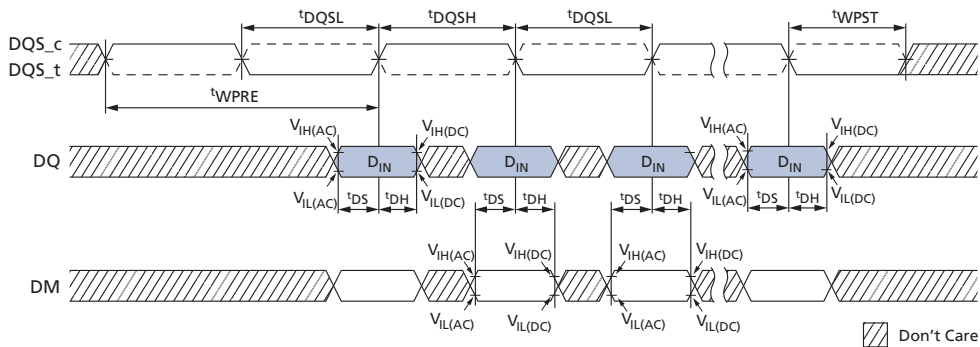 tDQSL tDQSH tDQSL tWPST
DQS_c
DQS_t
tWPRE
VIH(AC) VIH(DC) VIH(AC) VIH(DC)
DQ DIN DIN DIN DIN
VIL(AC) VIL(DC) VIL(AC) VIL(DC)
tDS tDH tDS tDH tDS tDH tDS tDH
VIH(AC) VIH(DC) VIH(AC) VIH(DC)
DM
VIL(AC) VIL(DC) VIL(AC) VIL(DC)
Don't Care